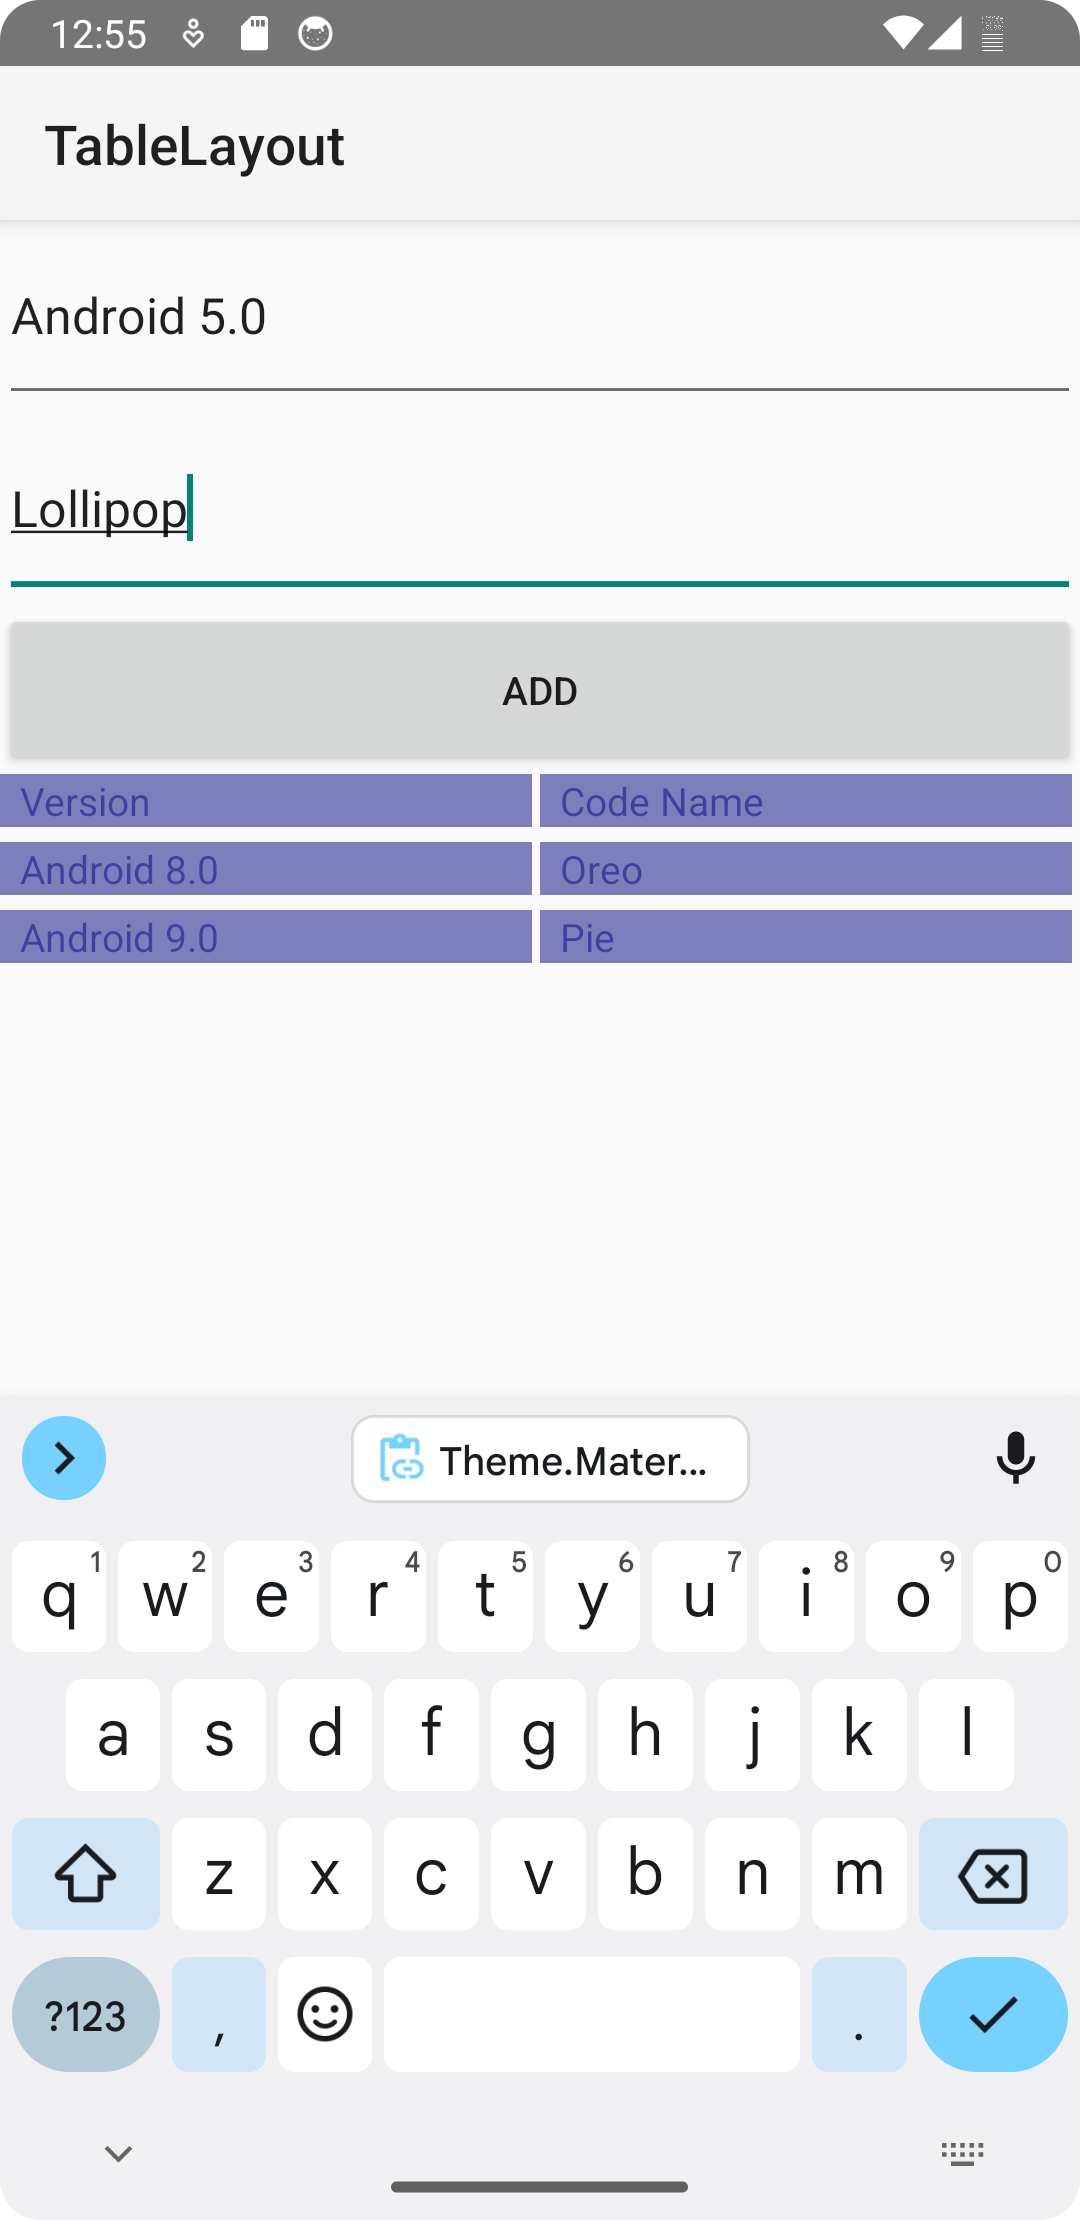 12:55
TableLayout
Android 5.0
Lollipop
ADD
Version Code Name
Android 8.0 Oreo
Android 9.0 Pie
Theme.Mater...
q 1 w 2 e 3 r 4 t 5 y 6 u 7 i 8 o 9 p 0
a s d f g h j k l
z x c v b n m
?123 , .